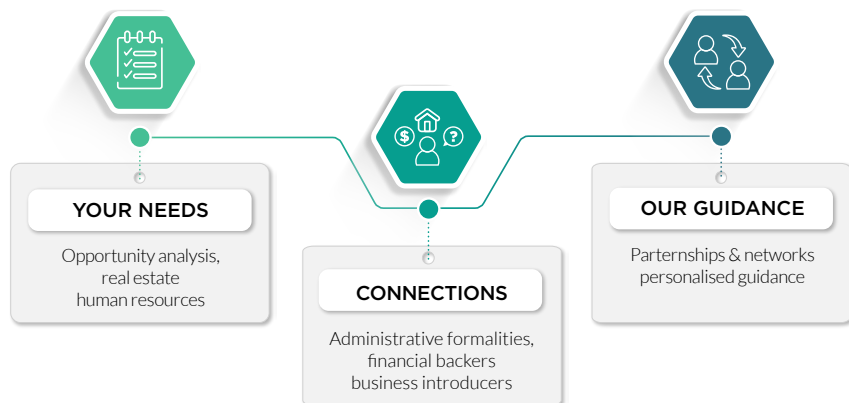 YOUR NEEDS
Opportunity analysis,
real estate
human resources
$
?
CONNECTIONS
Administrative formalities,
financial backers
business introducers
OUR GUIDANCE
Parternships & networks
personalised guidance